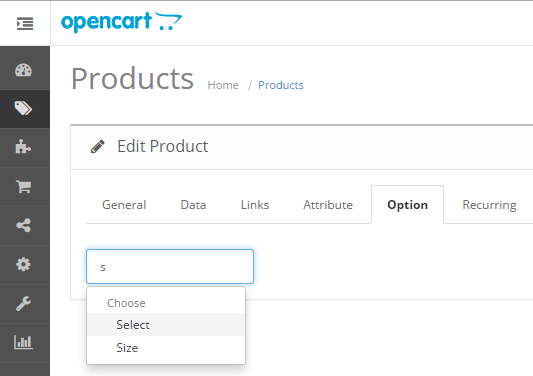 opencart
Products Home / Products
Edit Product
General Data Links Attribute Option Recurring
s
Choose
Select
Size